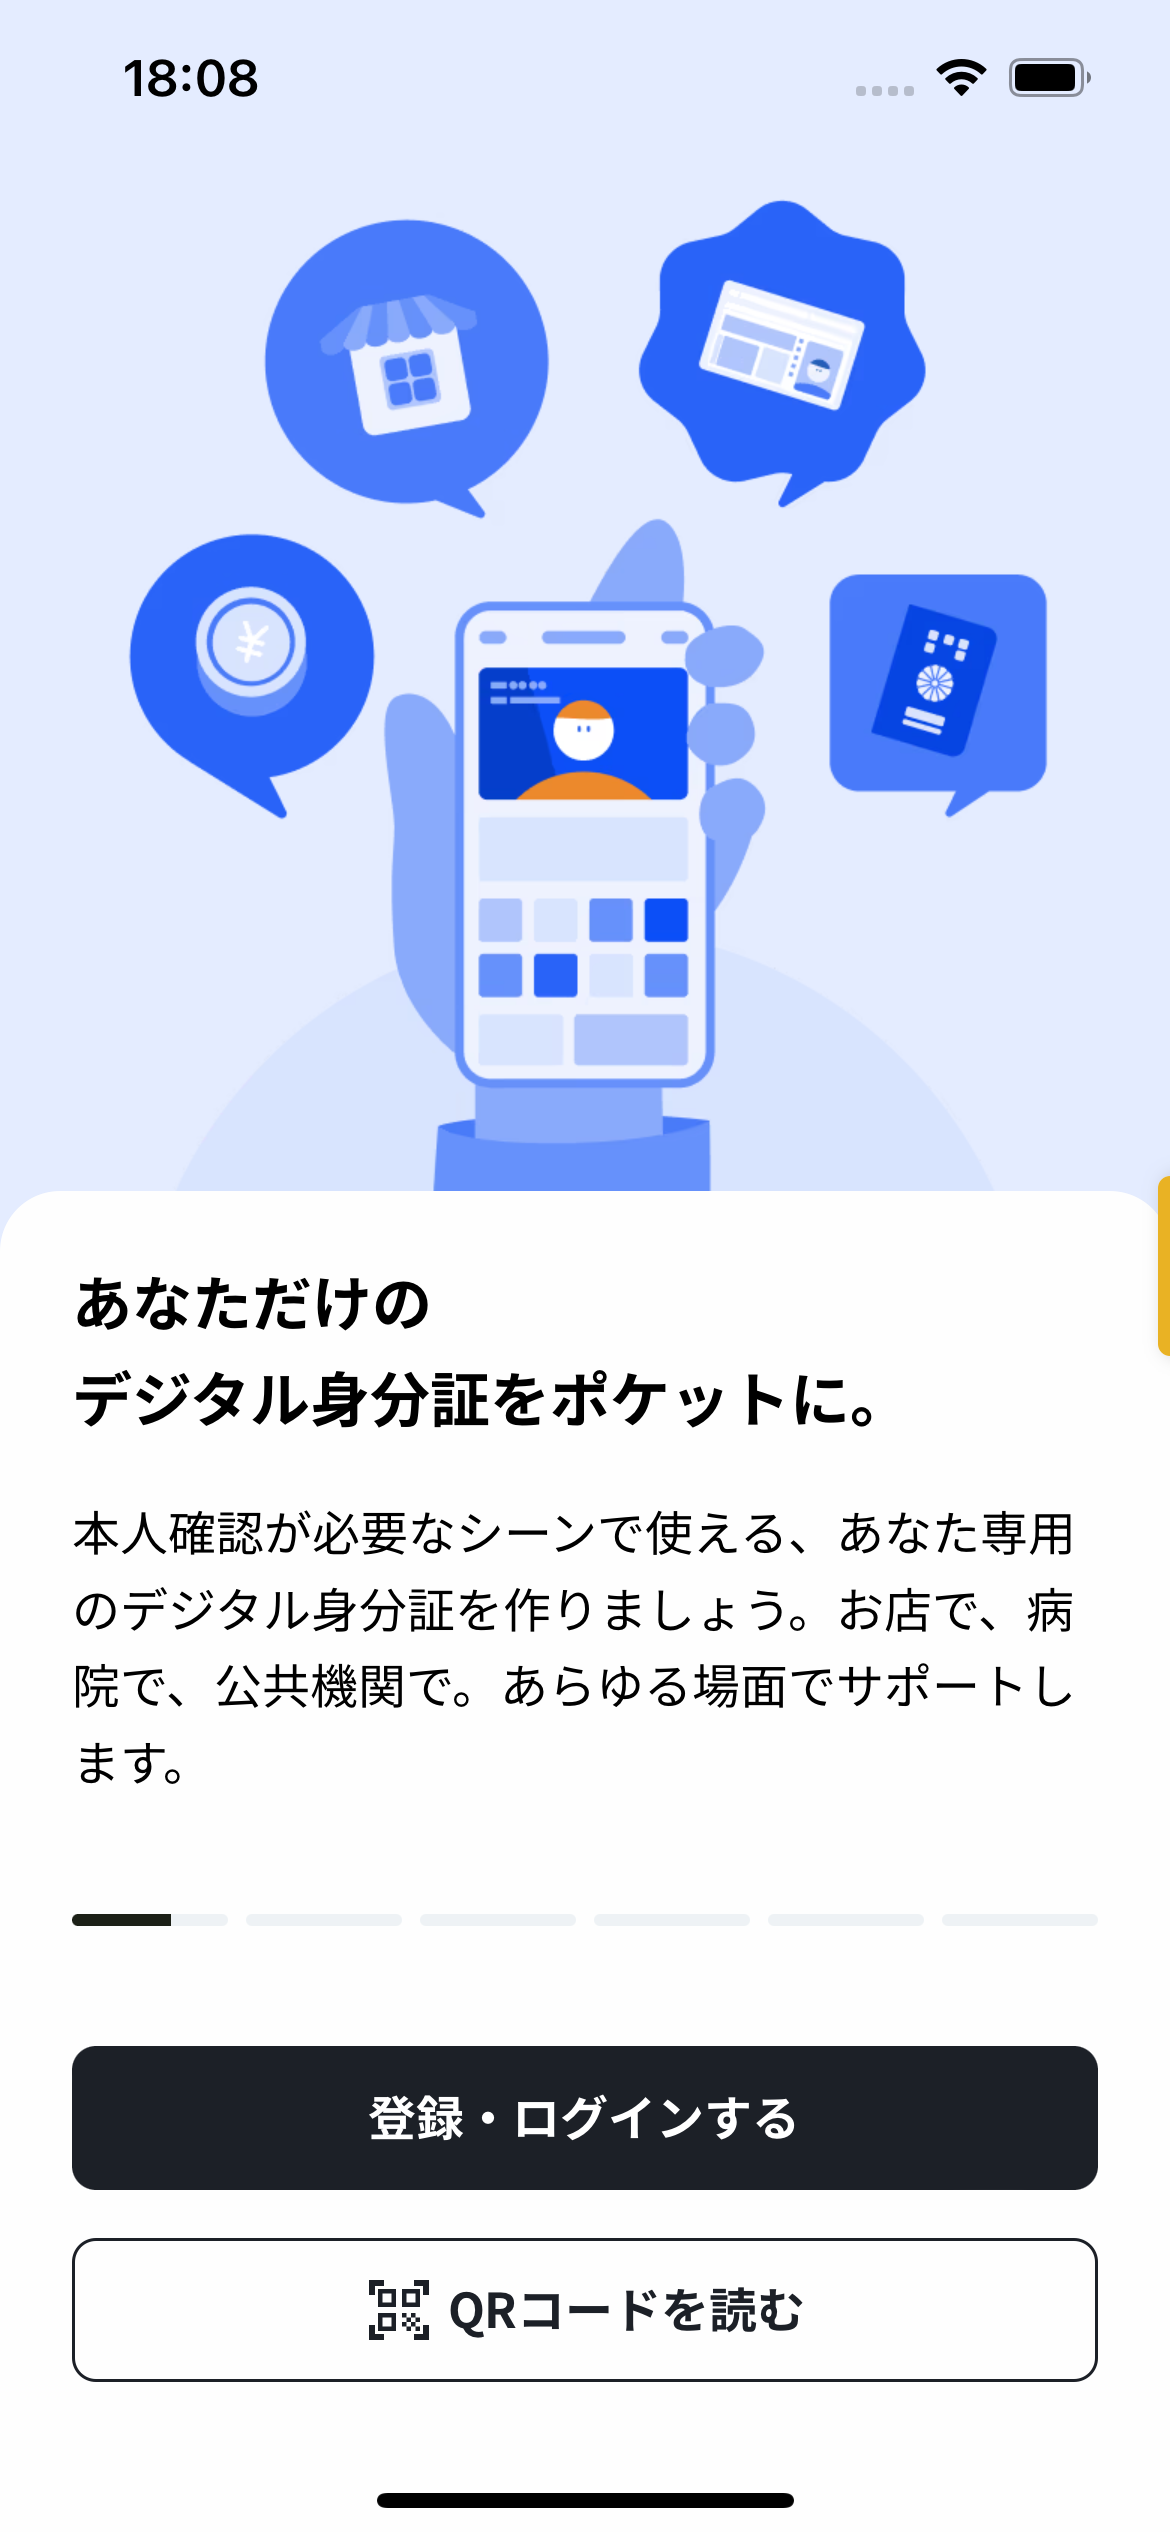 18:08
¥
あなただけの
デジタル身分証をポケットに。
本人確認が必要なシーンで使える、あなた専用
のデジタル身分証を作りましょう。お店で、病
院で、公共機関で。あらゆる場面でサポートし
ます。
登録・ログインする
QRコードを読む